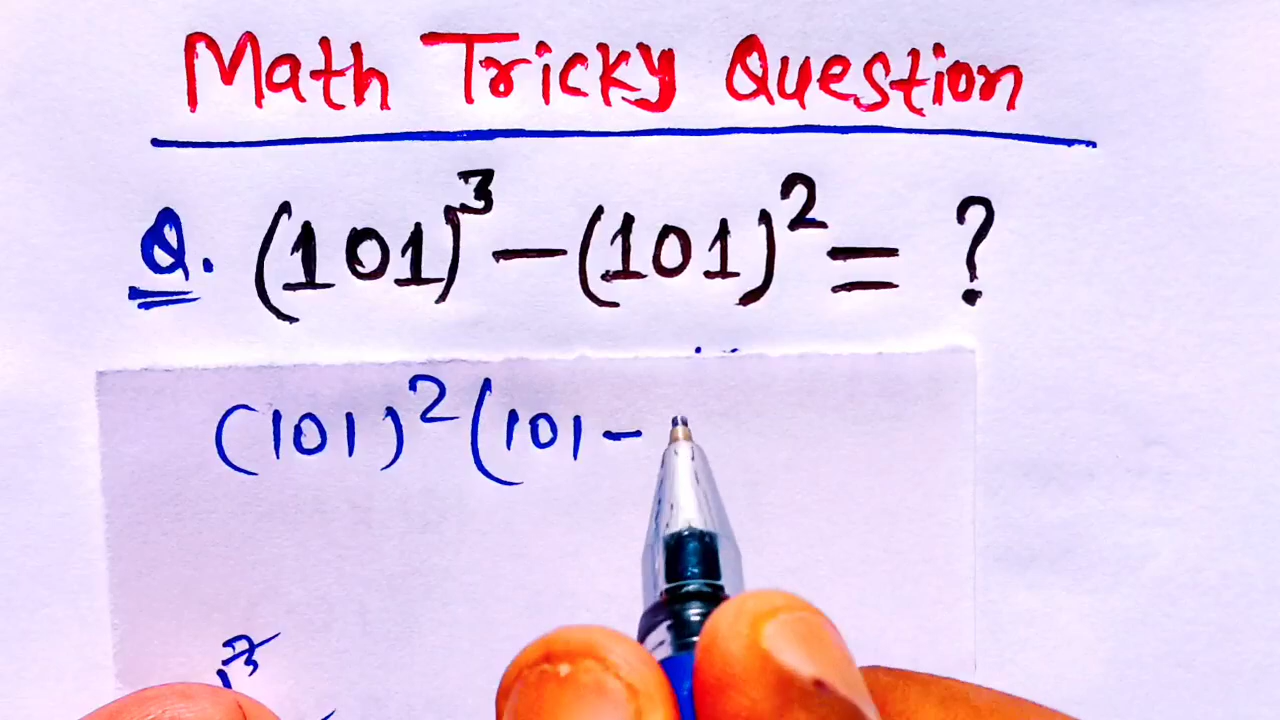 Math Tricky Question
Q. (101)³ – (101)² = ?
(101)² (101 –